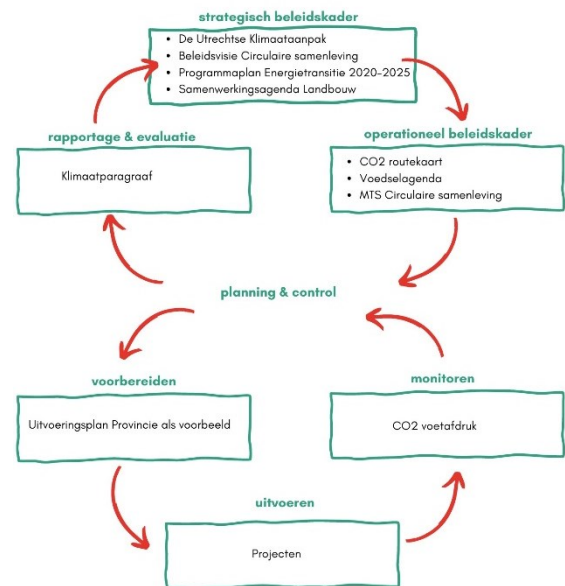 strategisch beleidskader
• De Utrechtse Klimaataanpak
• Beleidsvisie Circulaire samenleving
• Programmaplan Energietransitie 2020-2025
• Samenwerkingsagenda Landbouw
rapportage & evaluatie
Klimaatparagraaf
operationeel beleidskader
• CO2 routekaart
• Voedselagenda
• MTS Circulaire samenleving
planning & control
voorbereiden
Uitvoeringsplan Provincie als voorbeeld
monitoren
CO2 voetafdruk
uitvoeren
Projecten